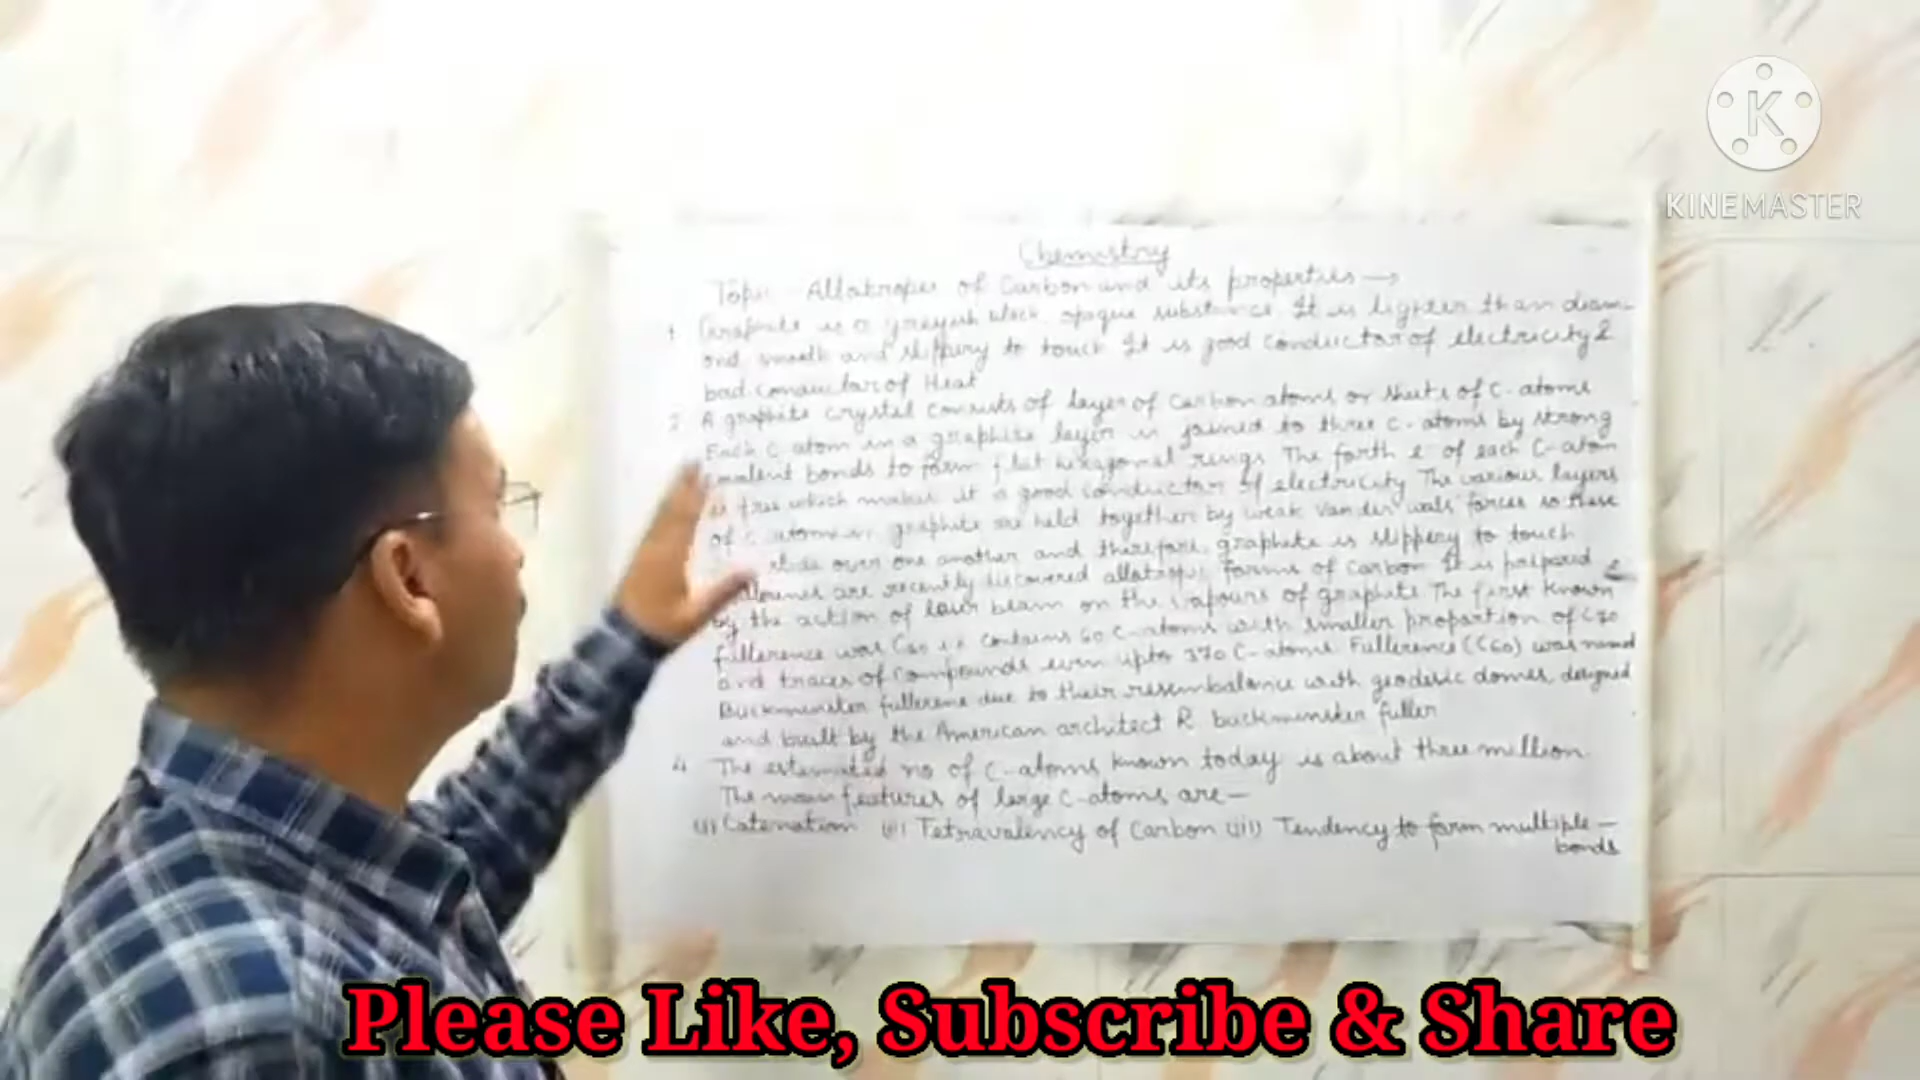 Chemistry
Topic - Allotropes of Carbon and its properties →
1 Graphite is a greyish black, opaque substance. It is lighter than diam-
ond, smooth and slippery to touch It is good conductor of electricity &
bad conductor of Heat
2 A graphite crystal consists of layer of Carbon atoms or sheets of C-atoms
Each C atom in a graphite layer is joined to three C-atoms by strong
covalent bonds to form flat hexagonal rings. The forth e of each C-atom
is free which makes it a good conductor of electricity The various layers
of C atoms in graphite are held together by weak Van der wals' forces so these
slide over one another and therefore, graphite is slippery to touch
are recently discovered allotropic Forms of Carbon It is prepared
by the action of laser beam on the vapours of graphite. The first known
fullerence was C60 i.e contains 60 C-atoms with smaller proportion of C70
and traces of Compounds even upto 370 C-atoms Fullerence (C60) was named
Buckminster fullerene due to their resembalance with geodesic domes, designed
and built by the American architect R buckminster fuller
4 The estimated no of C-atoms known today is about three million.
The main features of large C-atoms are—
(i) Catenation (ii) Tetravalency of Carbon (iii) Tendency to form multiple -
bonds
K
KINEMASTER
Please Like, Subscribe & Share